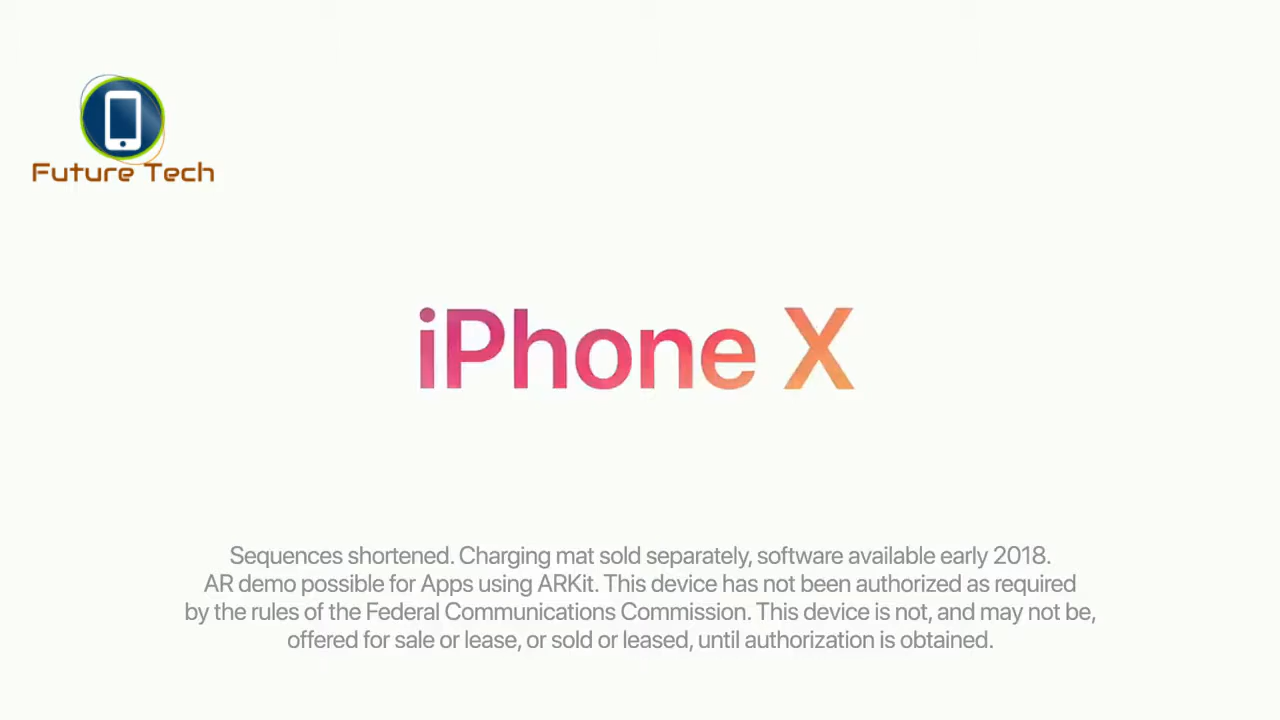 Future Tech
iPhone X
Sequences shortened. Charging mat sold separately, software available early 2018.
AR demo possible for Apps using ARKit. This device has not been authorized as required
by the rules of the Federal Communications Commission. This device is not, and may not be,
offered for sale or lease, or sold or leased, until authorization is obtained.